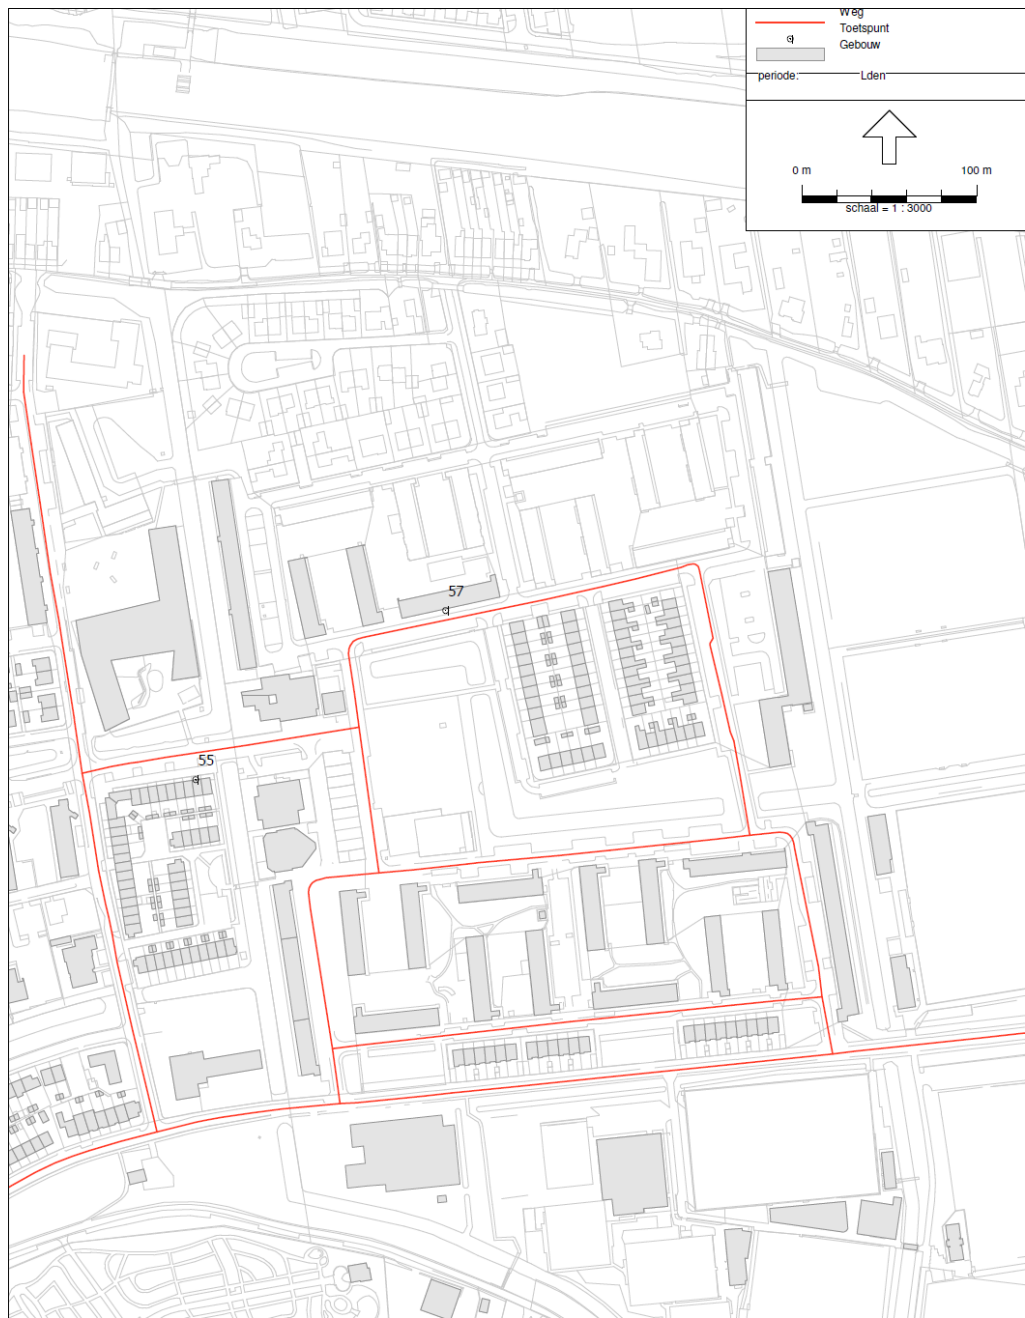 Weg
Toetspunt
Gebouw
periode: Lden
0 m 100 m
schaal = 1 : 3000
57
55